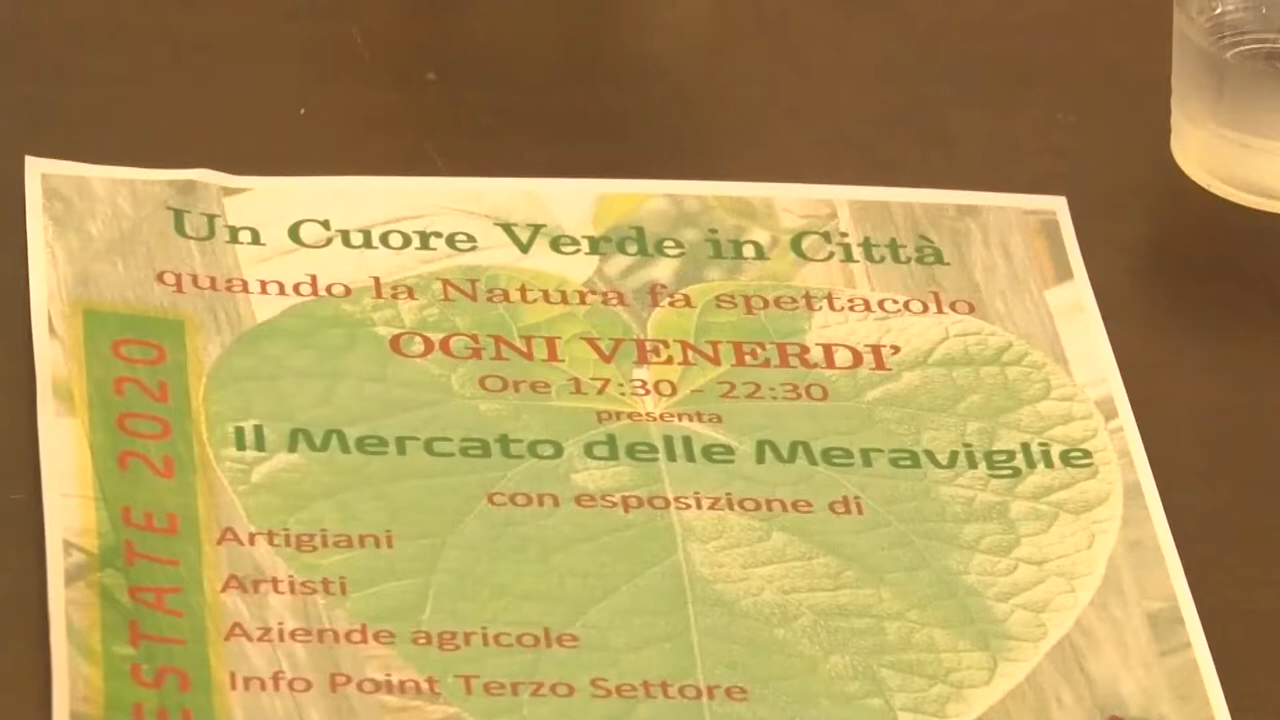 Un Cuore Verde in Città
quando la Natura fa spettacolo
OGNI VENERDI’
Ore 17:30 - 22:30
presenta
Il Mercato delle Meraviglie
con esposizione di
Artigiani
Artisti
Aziende agricole
Info Point Terzo Settore
ESTATE 2020